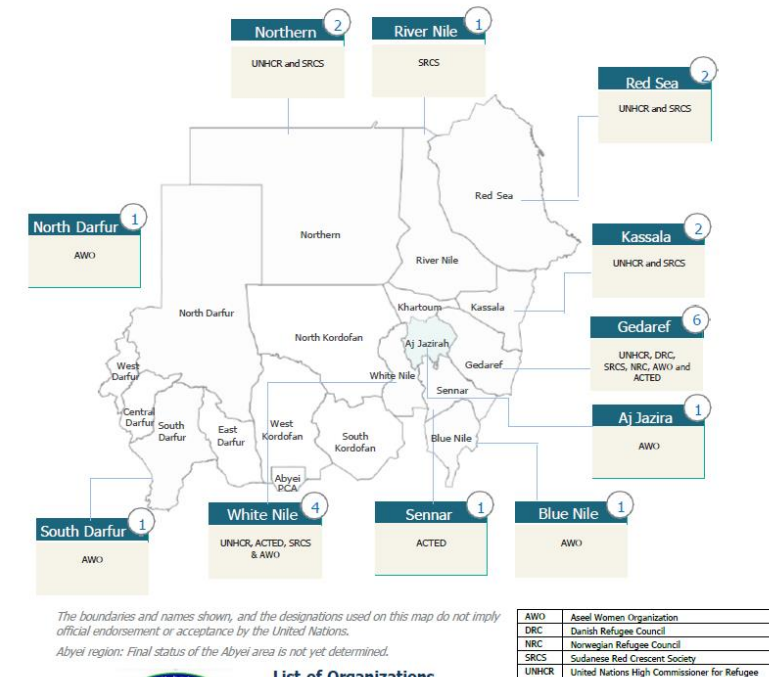 Northern 2
UNHCR and SRCS
River Nile 1
SRCS
Red Sea 2
UNHCR and SRCS
North Darfur 1
AWO
Kassala 2
UNHCR and SRCS
Gedaref 6
UNHCR, DRC,
SRCS, NRC, AWO and
ACTED
Aj Jazira 1
AWO
Red Sea
Northern
River Nile
North Darfur
Khartoum
Kassala
North Kordofan
Aj Jazirah
Gedaref
White Nile
Sennar
West
Darfur
Central
Darfur
South
Darfur
East
Darfur
West
Kordofan
South
Kordofan
Blue Nile
Abyei
PCA
South Darfur 1
AWO
White Nile 4
UNHCR, ACTED, SRCS
& AWO
Sennar 1
ACTED
Blue Nile 1
AWO
The boundaries and names shown, and the designations used on this map do not imply
official endorsement or acceptance by the United Nations.
Abyei region: Final status of the Abyei area is not yet determined.
AWO Aseel Women Organization
DRC Danish Refugee Council
NRC Norwegian Refugee Council
SRCS Sudanese Red Crescent Society
UNHCR United Nations High Commissioner for Refugee
List of Organizations